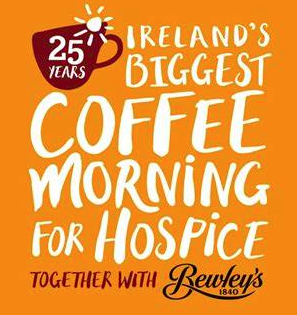 25
YEARS
IRELAND'S
BIGGEST
COFFEE
MORNING
FOR HOSPICE
TOGETHER WITH Bewley's
1840